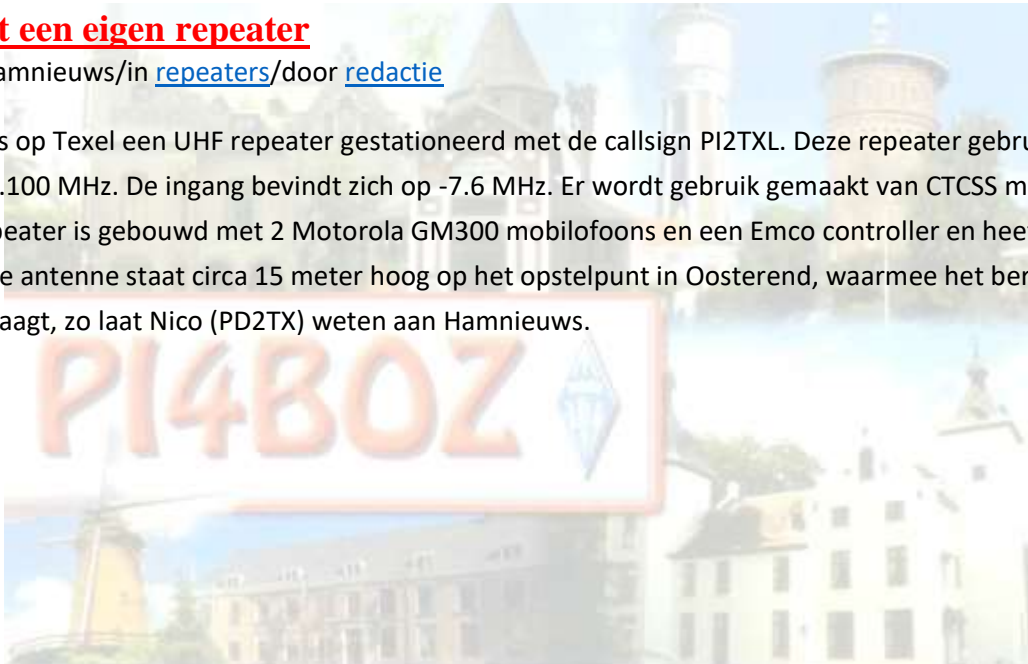 t een eigen repeater
amnieuws/in repeaters/door redactie
s op Texel een UHF repeater gestationeerd met de callsign PI2TXL. Deze repeater gebru
.100 MHz. De ingang bevindt zich op -7.6 MHz. Er wordt gebruik gemaakt van CTCSS m
peater is gebouwd met 2 Motorola GM300 mobilofoons en een Emco controller en hee
e antenne staat circa 15 meter hoog op het opstelpunt in Oosterend, waarmee het ber
aagt, zo laat Nico (PD2TX) weten aan Hamnieuws.
PI4BOZ